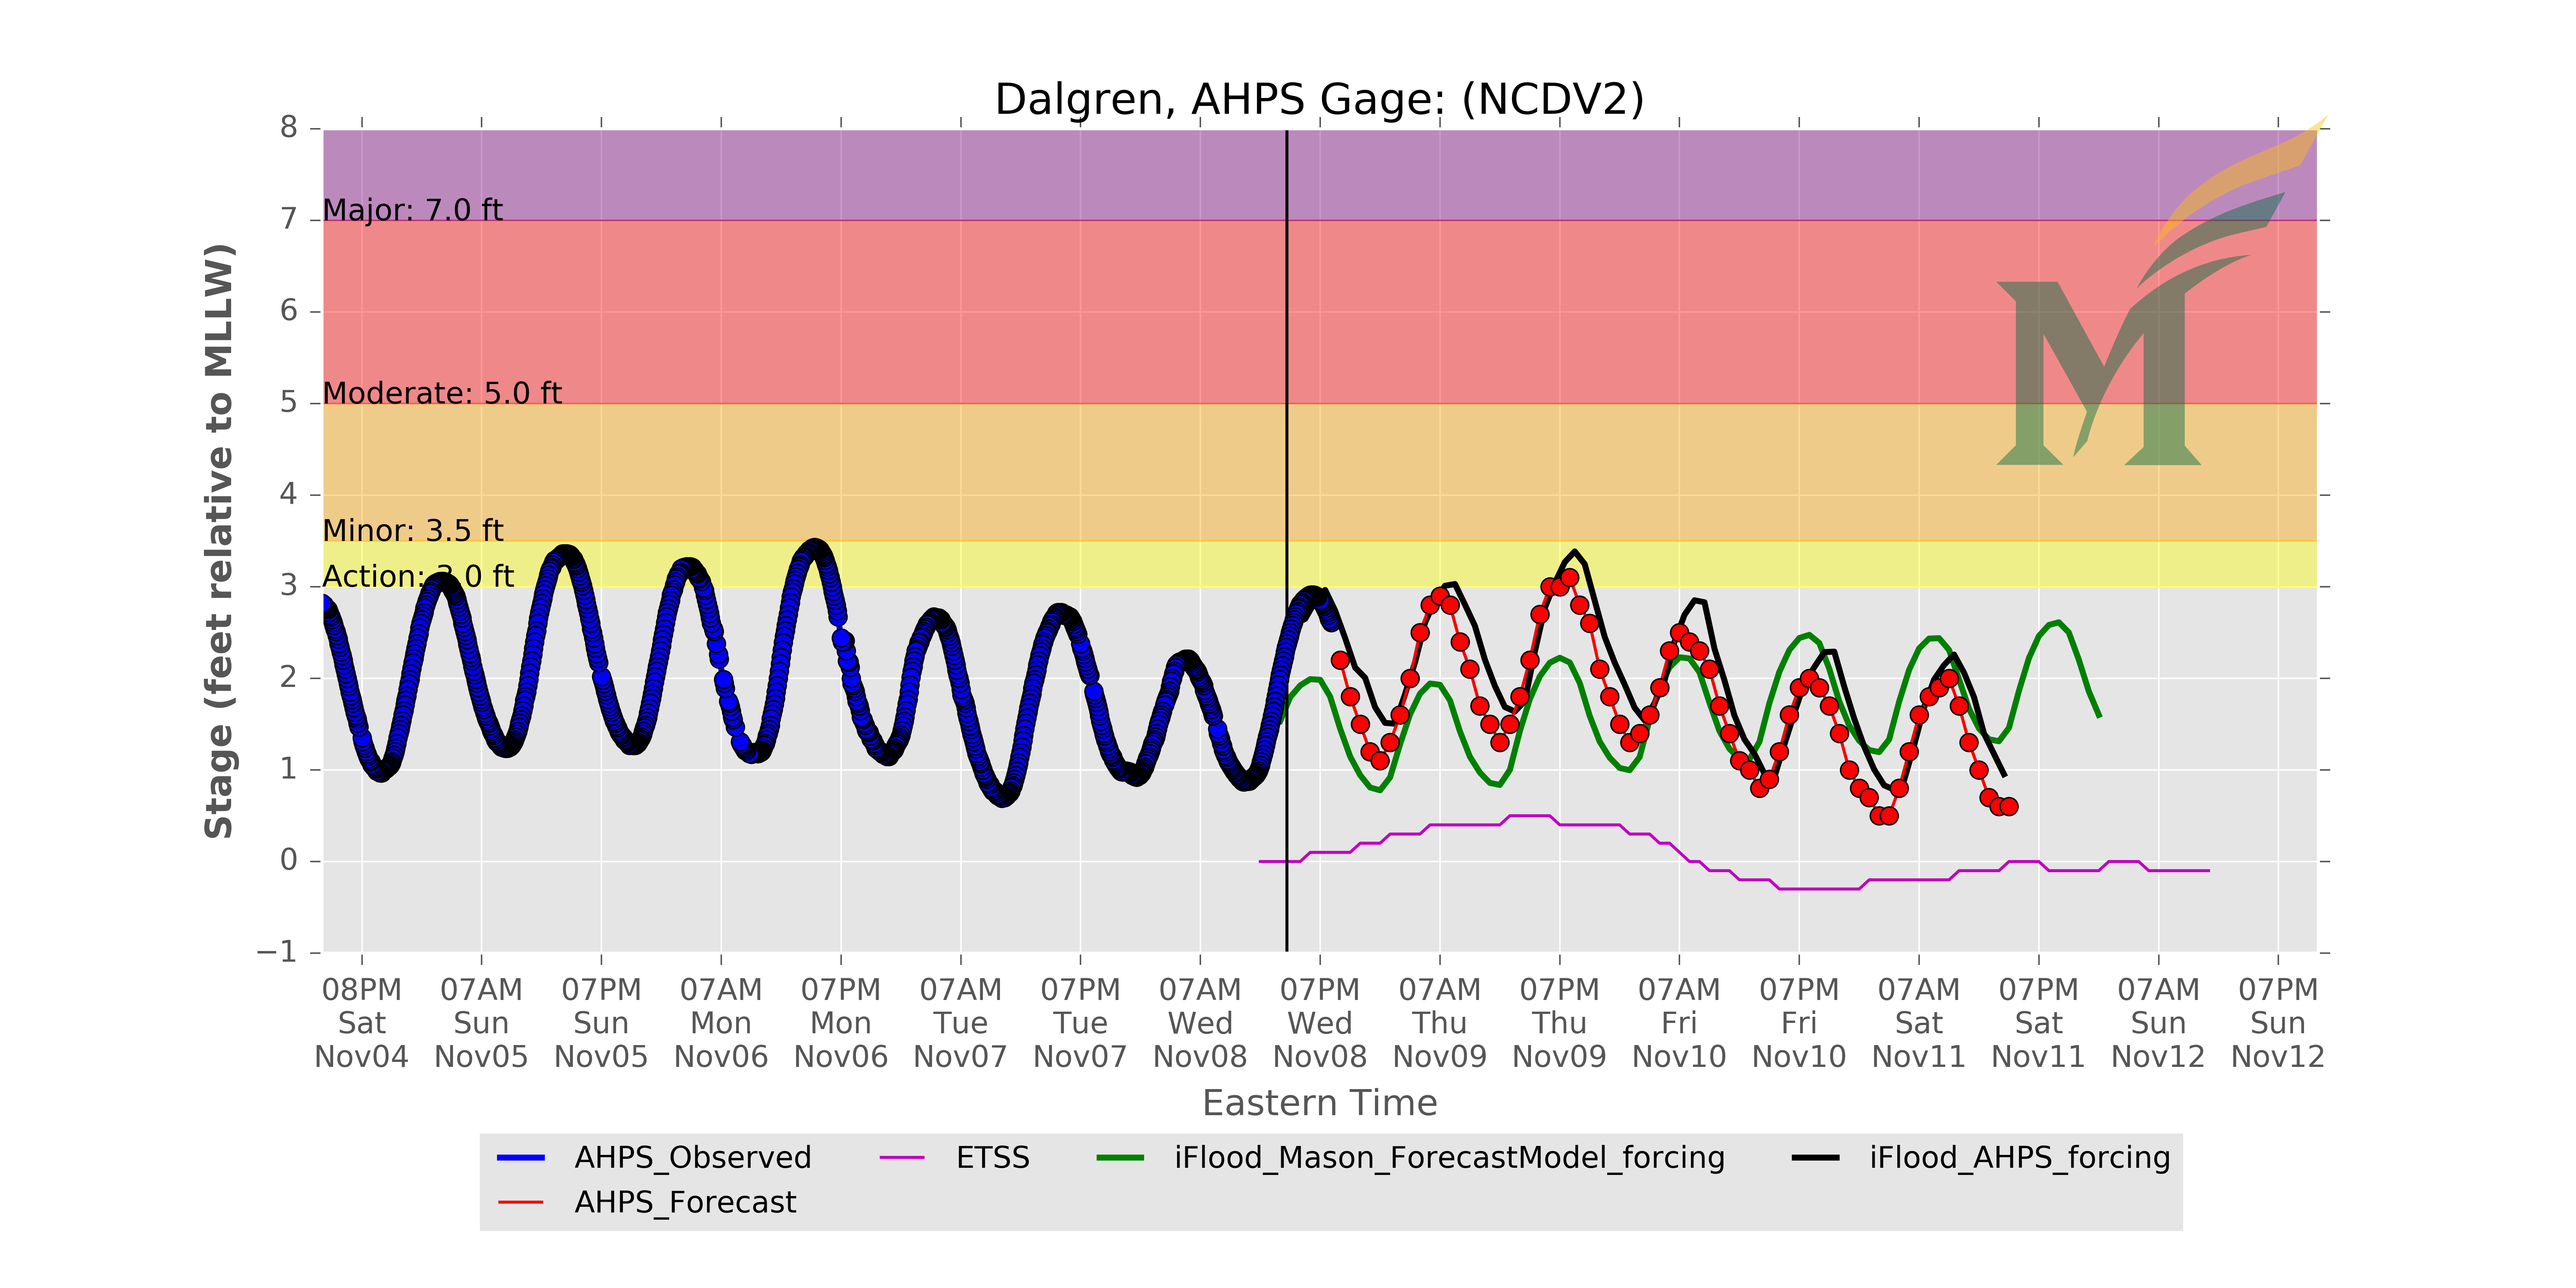 Dalgren, AHPS Gage: (NCDV2)
8
7
6
5
4
3
2
1
0
−1
Stage (feet relative to MLLW)
Major: 7.0 ft
Moderate: 5.0 ft
Minor: 3.5 ft
Action: 3.0 ft
M
08PM 07AM 07PM 07AM 07PM 07AM 07PM 07AM 07PM 07AM 07PM 07AM 07PM 07AM 07PM 07AM 07PM
Sat Sun Sun Mon Mon Tue Tue Wed Wed Thu Thu Fri Fri Sat Sat Sun Sun
Nov04 Nov05 Nov05 Nov06 Nov06 Nov07 Nov07 Nov08 Nov08 Nov09 Nov09 Nov10 Nov10 Nov11 Nov11 Nov12 Nov12
Eastern Time
AHPS_Observed ETSS iFlood_Mason_ForecastModel_forcing iFlood_AHPS_forcing
AHPS_Forecast